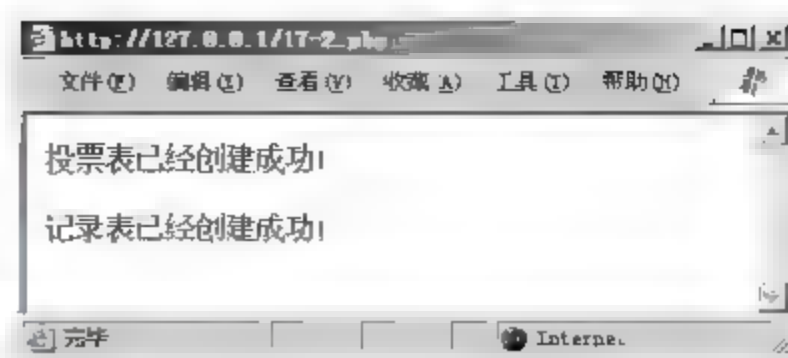 http://127.0.0.1/17-2.php
文件(F) 编辑(E) 查看(V) 收藏(A) 工具(T) 帮助(H)
投票表已经创建成功!
记录表已经创建成功!
完毕 Internet